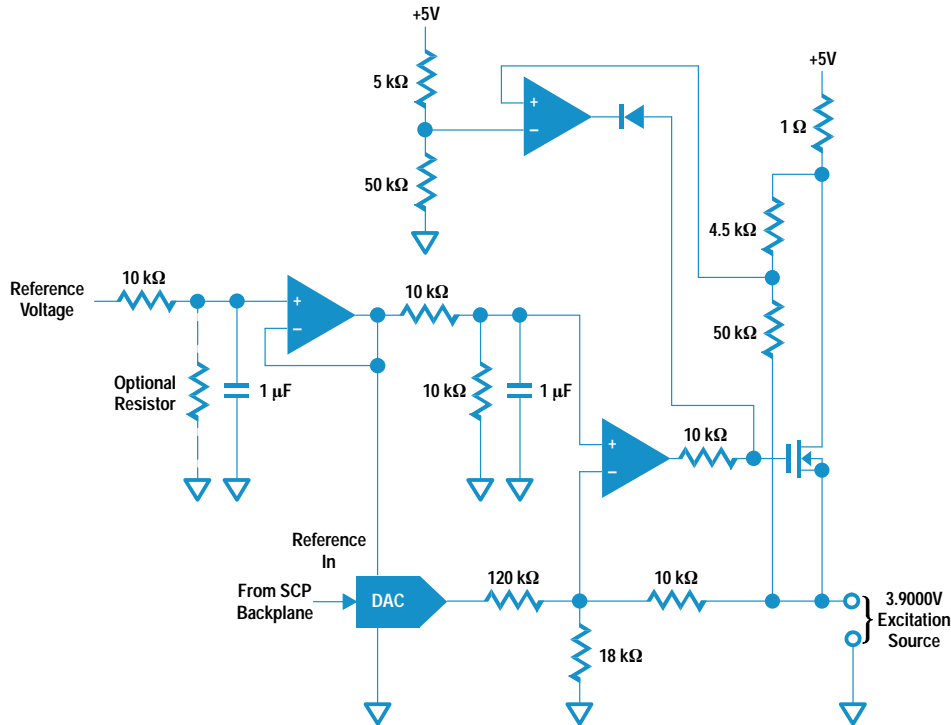 +5V
5 kΩ
50 kΩ
+
−
+5V
1 Ω
4.5 kΩ
50 kΩ
Reference
Voltage
10 kΩ
Optional
Resistor
1 µF
+
−
10 kΩ
10 kΩ
1 µF
+
−
10 kΩ
Reference
In
From SCP
Backplane
DAC
120 kΩ
18 kΩ
10 kΩ
3.9000V
Excitation
Source